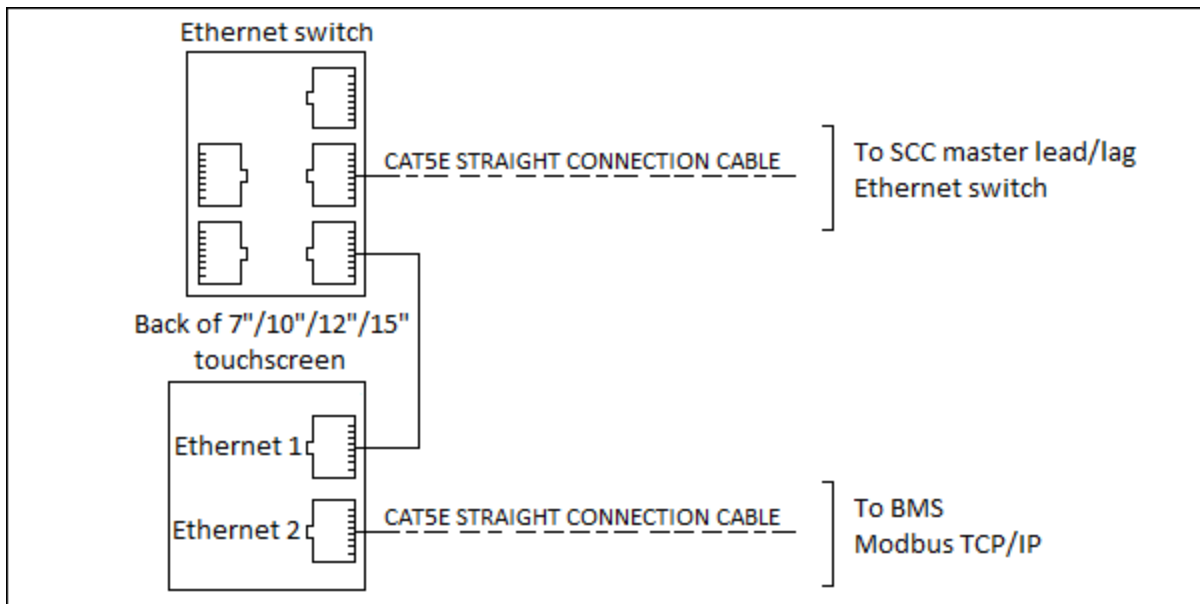 Ethernet switch
CAT5E STRAIGHT CONNECTION CABLE
To SCC master lead/lag
Ethernet switch
Back of 7"/10"/12"/15"
touchscreen
Ethernet 1
Ethernet 2
CAT5E STRAIGHT CONNECTION CABLE
To BMS
Modbus TCP/IP